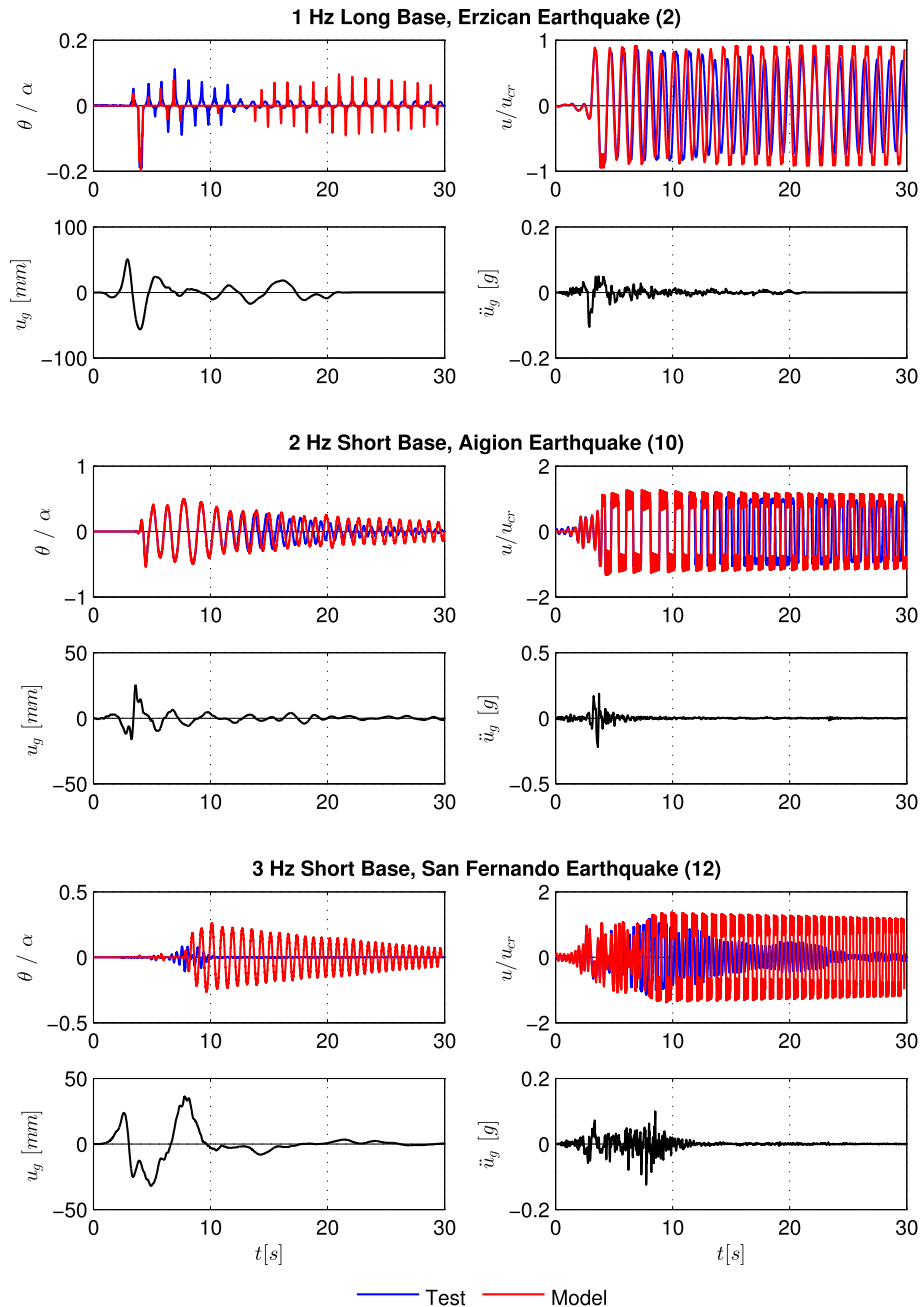 1 Hz Long Base, Erzican Earthquake (2)
θ / α
0.2
0
−0.2
0 10 20 30
u/u_cr
1
0
−1
0 10 20 30
u_g [mm]
100
0
−100
0 10 20 30
ü_g [g]
0.2
0
−0.2
0 10 20 30
2 Hz Short Base, Aigion Earthquake (10)
θ / α
1
0
−1
0 10 20 30
u/u_cr
2
0
−2
0 10 20 30
u_g [mm]
50
0
−50
0 10 20 30
ü_g [g]
0.5
0
−0.5
0 10 20 30
3 Hz Short Base, San Fernando Earthquake (12)
θ / α
0.5
0
−0.5
0 10 20 30
u/u_cr
2
0
−2
0 10 20 30
u_g [mm]
50
0
−50
0 10 20 30
t[s]
ü_g [g]
0.2
0
−0.2
0 10 20 30
t[s]
Test Model